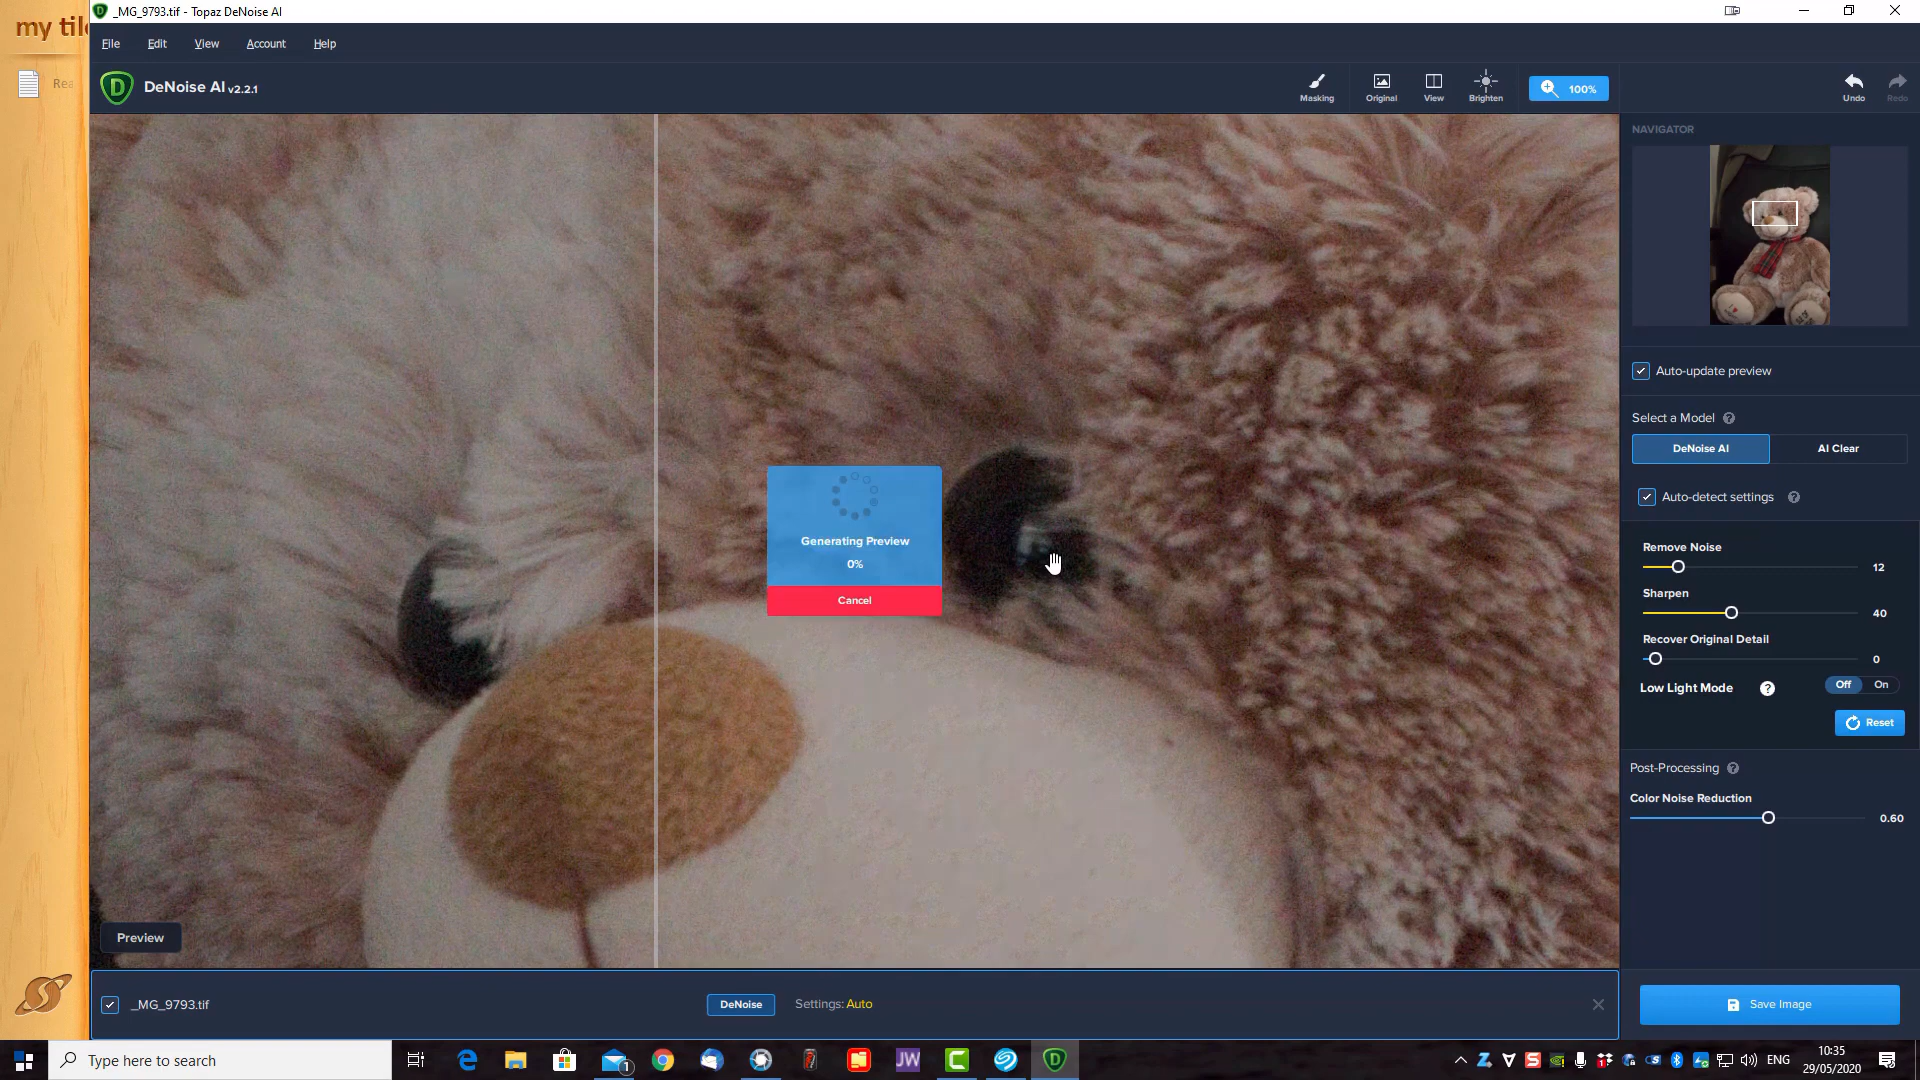 my til
Rea
_MG_9793.tif - Topaz DeNoise AI
File Edit View Account Help
D DeNoise AI v2.2.1
Masking Original View Brighten 100% Undo Redo
NAVIGATOR
Auto-update preview
Select a Model ?
DeNoise AI AI Clear
Auto-detect settings ?
Remove Noise
12
Sharpen
40
Recover Original Detail
0
Low Light Mode ? Off On
Reset
Post-Processing ?
Color Noise Reduction
0.60
Generating Preview
0%
Cancel
Preview
_MG_9793.tif DeNoise Settings: Auto
Save Image
Type here to search
1
JW
ENG
10:35
29/05/2020